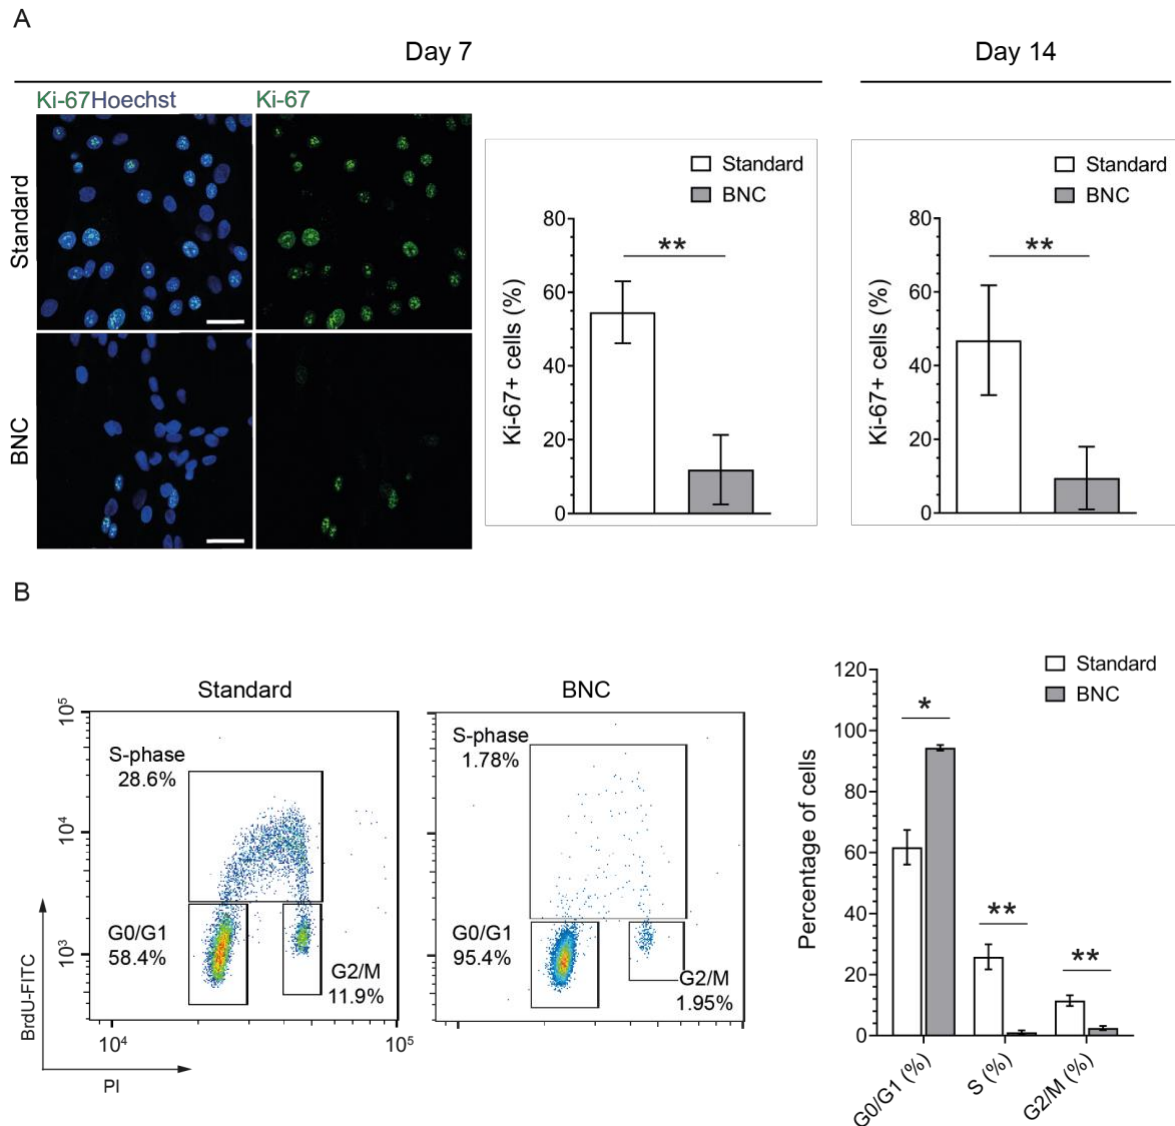 A
Day 7
Day 14
Ki-67Hoechst
Ki-67
Standard
BNC
Standard
BNC
80
60
40
20
0
Ki-67+ cells (%)
**
Standard
BNC
80
60
40
20
0
Ki-67+ cells (%)
**
B
Standard
S-phase
28.6%
G0/G1
58.4%
G2/M
11.9%
10⁵
10⁴
10³
10⁴
10⁵
BrdU-FITC
PI
BNC
S-phase
1.78%
G0/G1
95.4%
G2/M
1.95%
Standard
BNC
120
100
80
60
40
20
0
Percentage of cells
*
**
**
G0/G1 (%)
S (%)
G2/M (%)